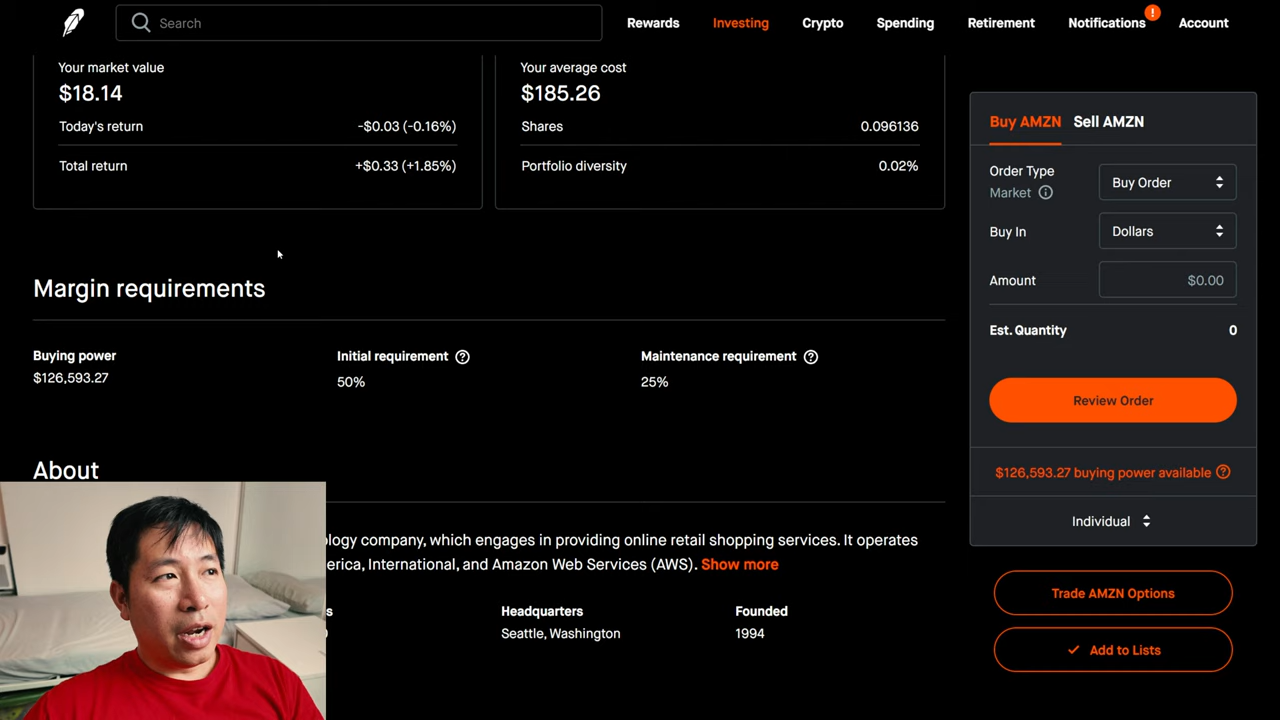 Search
Rewards
Investing
Crypto
Spending
Retirement
Notifications
!
Account
Your market value
$18.14
Today's return
-$0.03 (-0.16%)
Total return
+$0.33 (+1.85%)
Your average cost
$185.26
Shares
0.096136
Portfolio diversity
0.02%
Margin requirements
Buying power
$126,593.27
Initial requirement ?
50%
Maintenance requirement ?
25%
About
ology company, which engages in providing online retail shopping services. It operates
erica, International, and Amazon Web Services (AWS). Show more
s
Headquarters
Seattle, Washington
Founded
1994
Buy AMZN
Sell AMZN
Order Type
Market i
Buy Order
Buy In
Dollars
Amount
$0.00
Est. Quantity
0
Review Order
$126,593.27 buying power available ?
Individual
Trade AMZN Options
Add to Lists